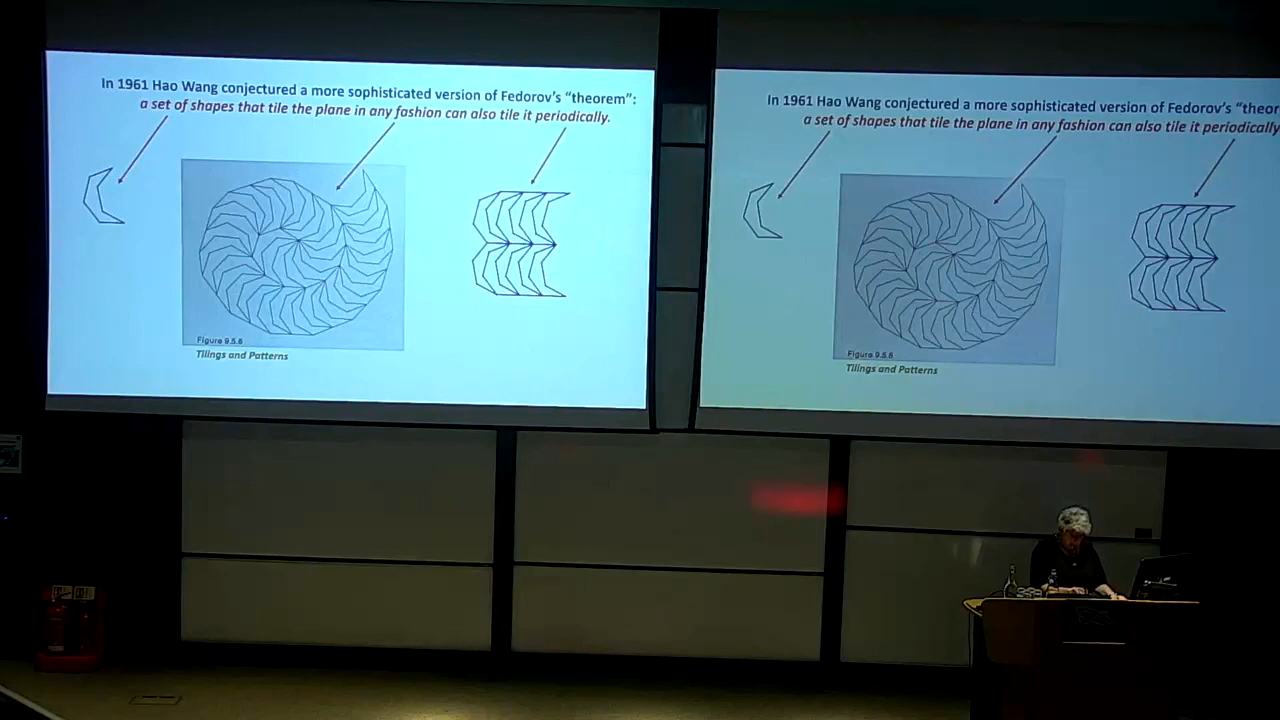 In 1961 Hao Wang conjectured a more sophisticated version of Fedorov's “theorem”:
a set of shapes that tile the plane in any fashion can also tile it periodically.
Figure 9.5.6
Tilings and Patterns
In 1961 Hao Wang conjectured a more sophisticated version of Fedorov's “theor
a set of shapes that tile the plane in any fashion can also tile it periodically
Figure 9.5.6
Tilings and Patterns